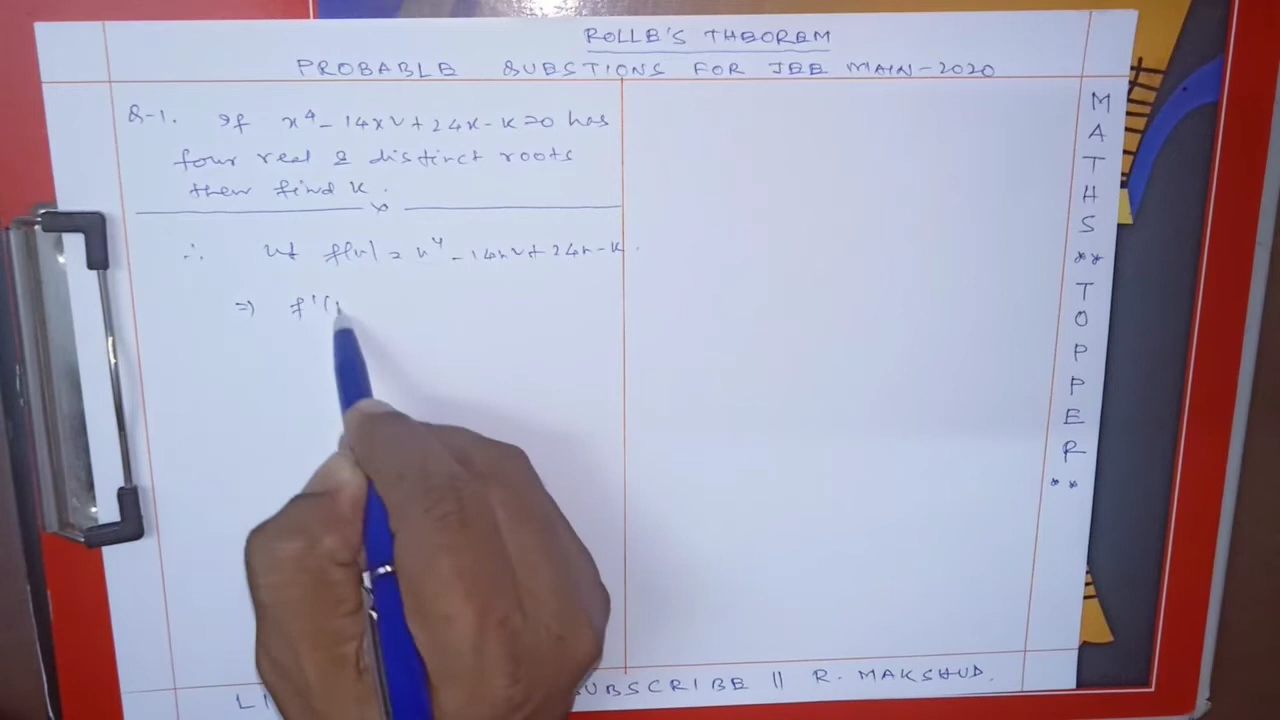 ROLLE'S THEOREM
PROBABLE QUESTIONS FOR JEE MAIN-2020
Q-1. If x⁴ - 14x² + 24x - k = 0 has
four real & distinct roots
then find k.
∴ Let f(x) = x⁴ - 14x² + 24x - k.
⇒ f'(
SUBSCRIBE || R. MAKSHUD.
MATHS ** TOPPER **